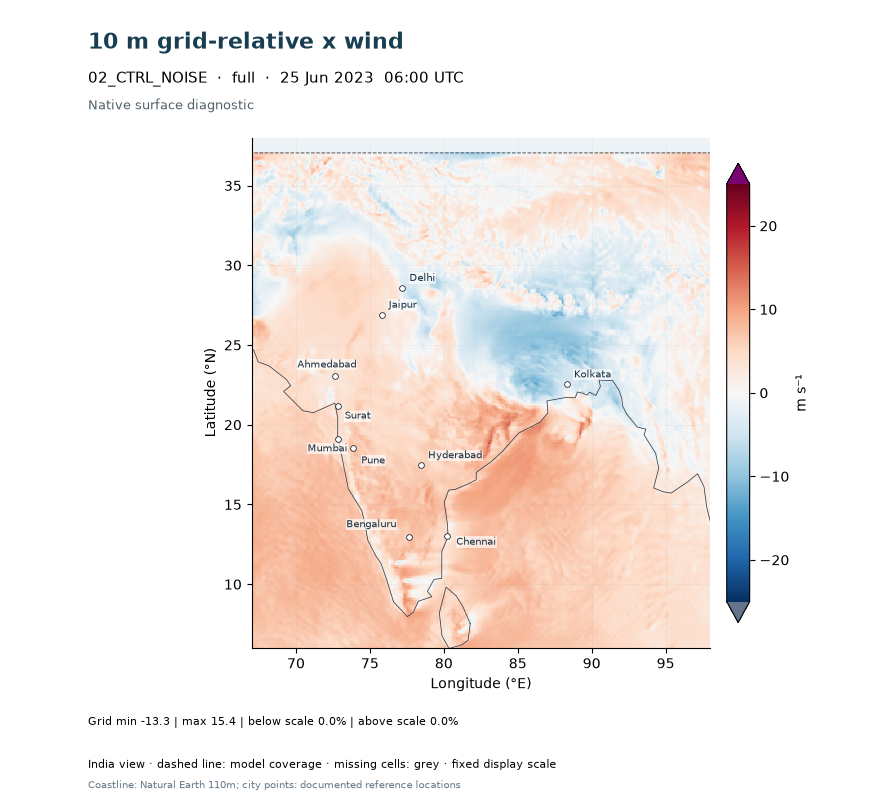 10 m grid-relative x wind
02_CTRL_NOISE · full · 25 Jun 2023 06:00 UTC
Native surface diagnostic
35
30
25
20
15
10
Latitude (°N)
Delhi
Jaipur
Ahmedabad
Kolkata
Surat
Mumbai
Pune
Hyderabad
Bengaluru
Chennai
70
75
80
85
90
95
Longitude (°E)
20
10
0
−10
−20
m s⁻¹
Grid min -13.3 | max 15.4 | below scale 0.0% | above scale 0.0%
India view · dashed line: model coverage · missing cells: grey · fixed display scale
Coastline: Natural Earth 110m; city points: documented reference locations